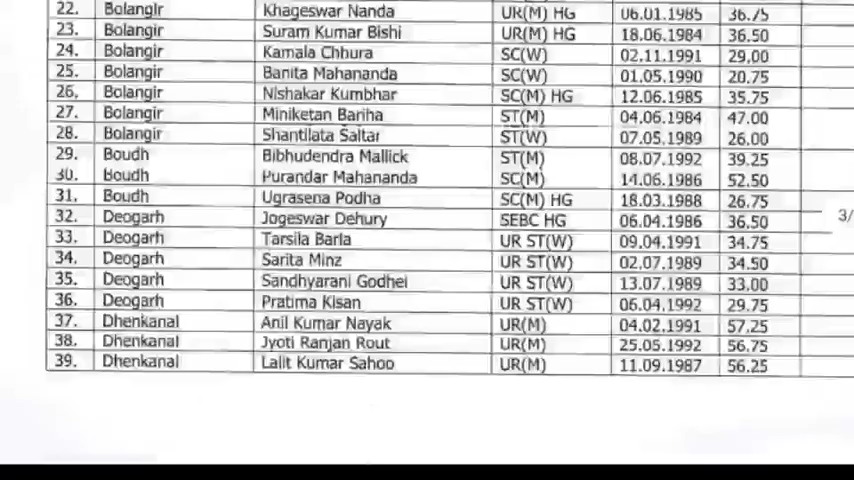 22. Bolangir Khageswar Nanda UR(M) HG 06.01.1985 36.75
23. Bolangir Suram Kumar Bishi UR(M) HG 18.06.1984 36.50
24. Bolangir Kamala Chhura SC(W) 02.11.1991 29.00
25. Bolangir Banita Mahananda SC(W) 01.05.1990 20.75
26. Bolangir Nishakar Kumbhar SC(M) HG 12.06.1985 35.75
27. Bolangir Miniketan Bariha ST(M) 04.06.1984 47.00
28. Bolangir Shantilata Saltar ST(W) 07.05.1989 26.00
29. Boudh Bibhudendra Mallick ST(M) 08.07.1992 39.25
30. Boudh Purandar Mahananda SC(M) 14.06.1986 52.50
31. Boudh Ugrasena Podha SC(M) HG 18.03.1988 26.75
32. Deogarh Jogeswar Dehury SEBC HG 06.04.1986 36.50 3/
33. Deogarh Tarsila Barla UR ST(W) 09.04.1991 34.75
34. Deogarh Sarita Minz UR ST(W) 02.07.1989 34.50
35. Deogarh Sandhyarani Godhei UR ST(W) 13.07.1989 33.00
36. Deogarh Pratima Kisan UR ST(W) 06.04.1992 29.75
37. Dhenkanal Anil Kumar Nayak UR(M) 04.02.1991 57.25
38. Dhenkanal Jyoti Ranjan Rout UR(M) 25.05.1992 56.75
39. Dhenkanal Lalit Kumar Sahoo UR(M) 11.09.1987 56.25